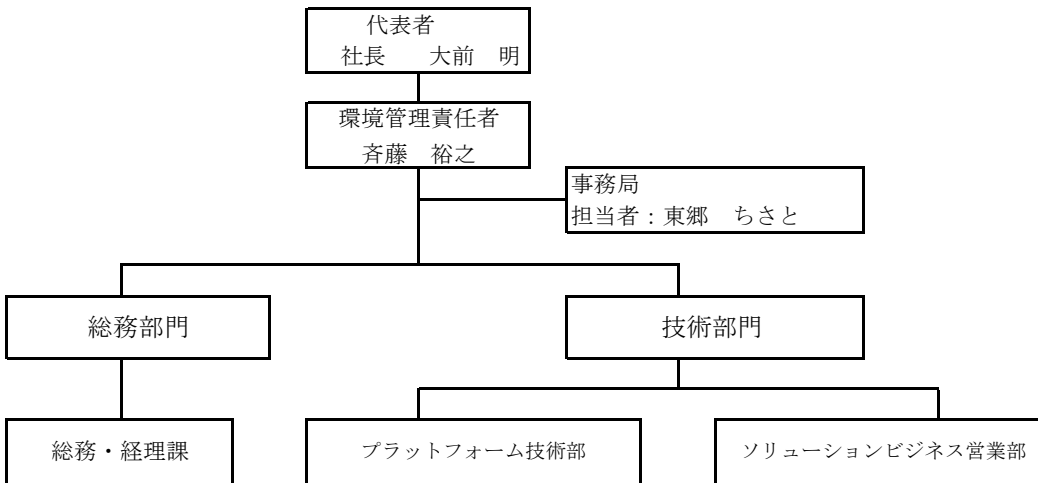 代表者
社長　　大前　明
環境管理責任者
斉藤　裕之
事務局
担当者：東郷　ちさと
総務部門
技術部門
総務・経理課
プラットフォーム技術部
ソリューションビジネス営業部